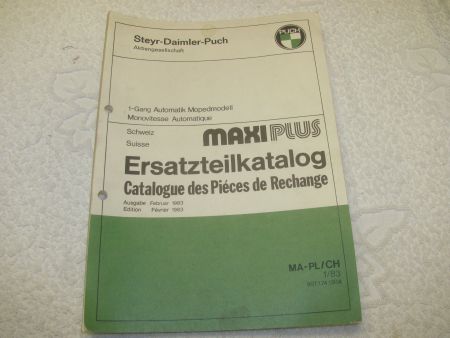 Steyr-Daimler-Puch
Aktiengesellschaft
PUCH
1-Gang Automatik Mopedmodell
Monovitesse Automatique
Schweiz
Suisse
MAXI PLUS
Ersatzteilkatalog
Catalogue des Piéces de Rechange
Ausgabe Februar 1983
Edition Février 1983
MA-PL/CH
1/83